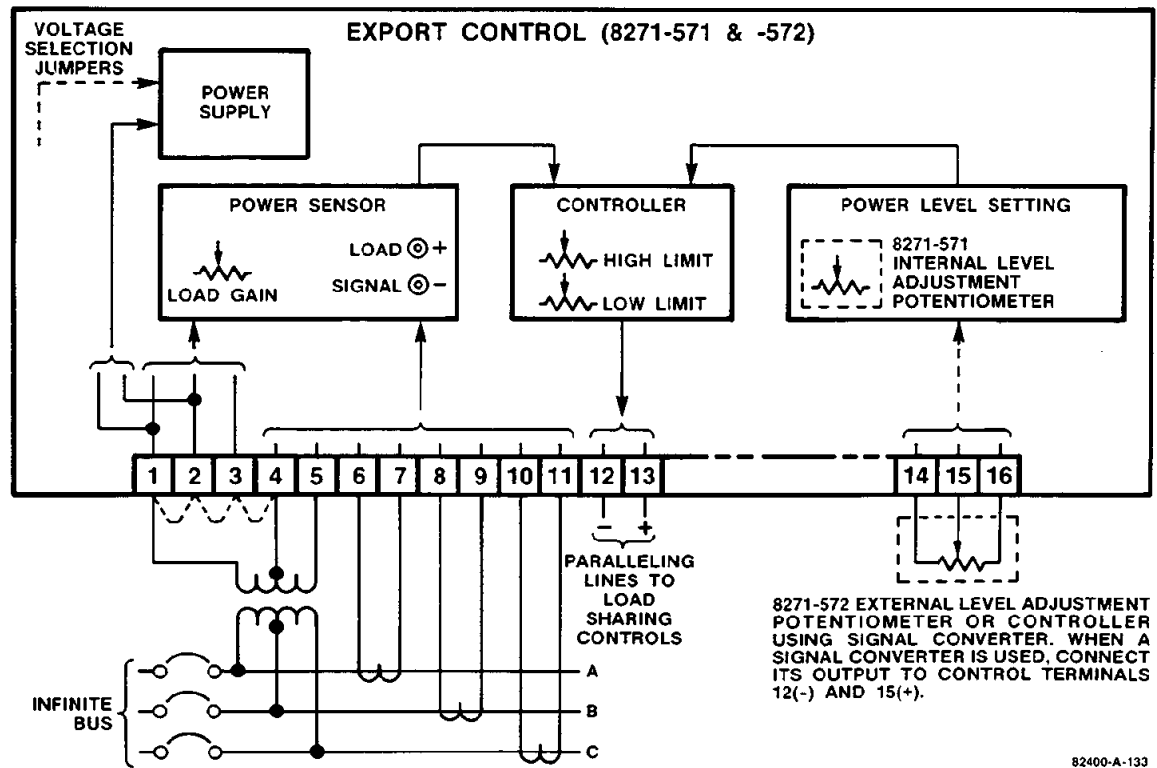 VOLTAGE
SELECTION
JUMPERS
EXPORT CONTROL (8271-571 & -572)
POWER
SUPPLY
POWER SENSOR
LOAD +
SIGNAL –
LOAD GAIN
CONTROLLER
HIGH LIMIT
LOW LIMIT
POWER LEVEL SETTING
8271-571
INTERNAL LEVEL
ADJUSTMENT
POTENTIOMETER
1 2 3 4 5 6 7 8 9 10 11 12 13 14 15 16
– +
PARALLELING
LINES TO
LOAD
SHARING
CONTROLS
8271-572 EXTERNAL LEVEL ADJUSTMENT
POTENTIOMETER OR CONTROLLER
USING SIGNAL CONVERTER. WHEN A
SIGNAL CONVERTER IS USED, CONNECT
ITS OUTPUT TO CONTROL TERMINALS
12(-) AND 15(+).
INFINITE
BUS
A
B
C
82400-A-133